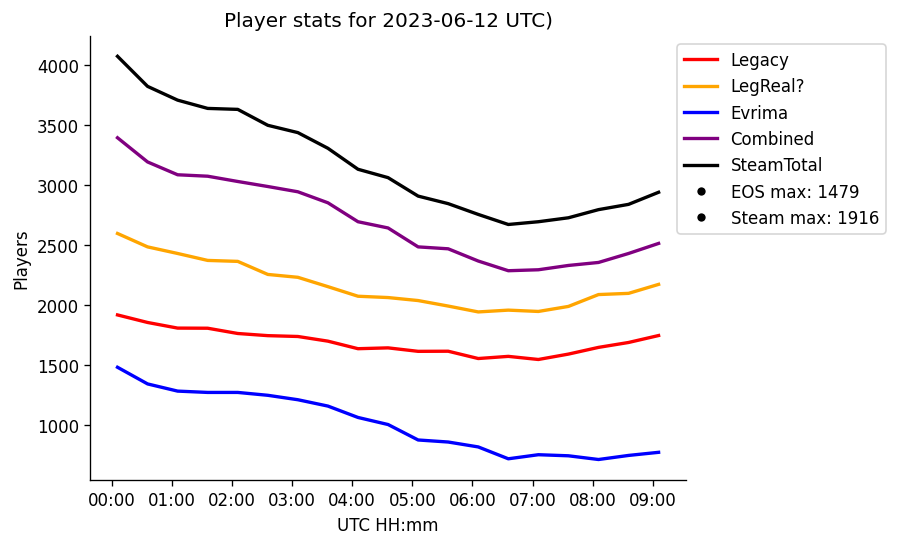 Player stats for 2023-06-12 UTC)
Legacy
LegReal?
Evrima
Combined
SteamTotal
EOS max: 1479
Steam max: 1916
Players
4000
3500
3000
2500
2000
1500
1000
00:00 01:00 02:00 03:00 04:00 05:00 06:00 07:00 08:00 09:00
UTC HH:mm